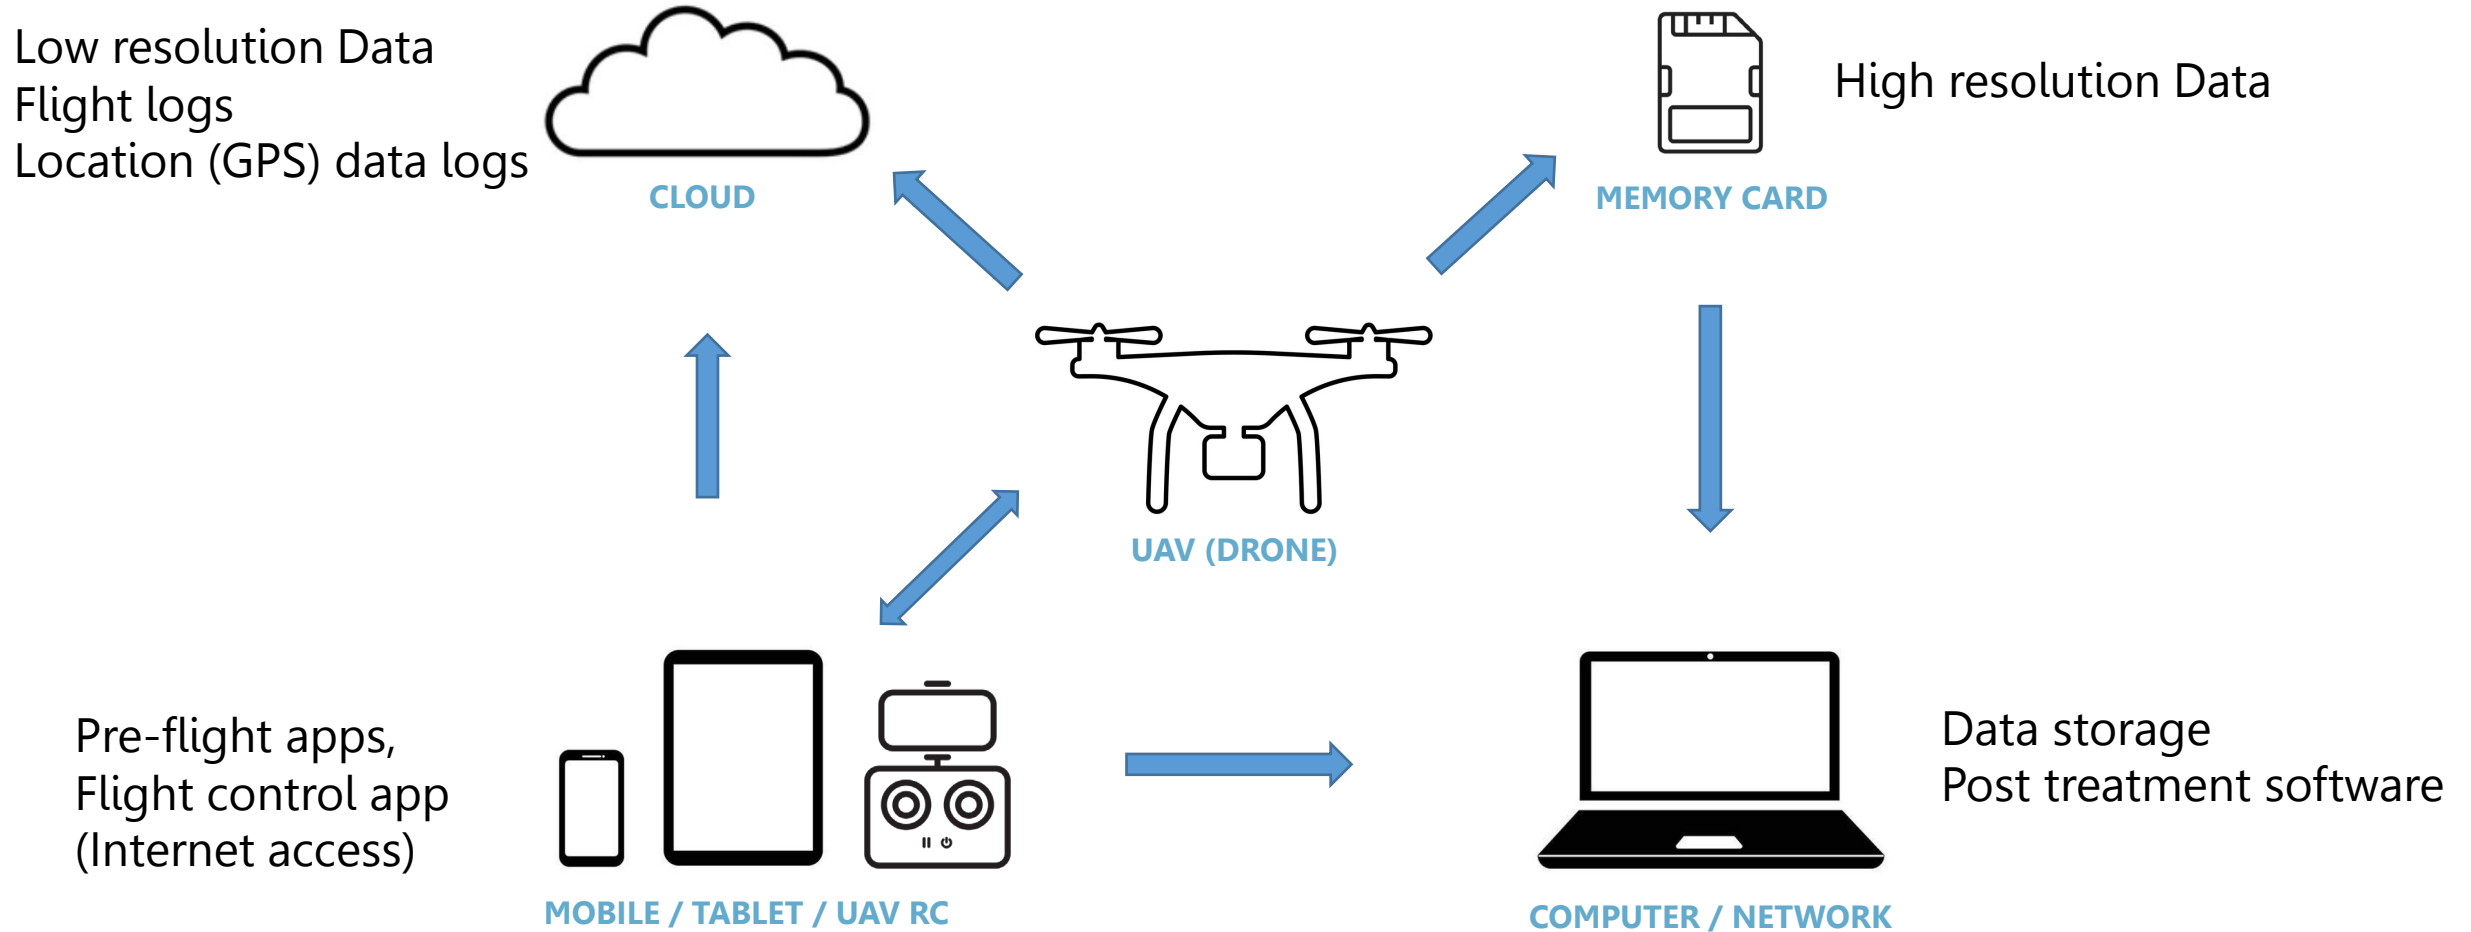 Low resolution Data
Flight logs
Location (GPS) data logs
CLOUD
MEMORY CARD
High resolution Data
UAV (DRONE)
Pre-flight apps,
Flight control app
(Internet access)
MOBILE / TABLET / UAV RC
COMPUTER / NETWORK
Data storage
Post treatment software